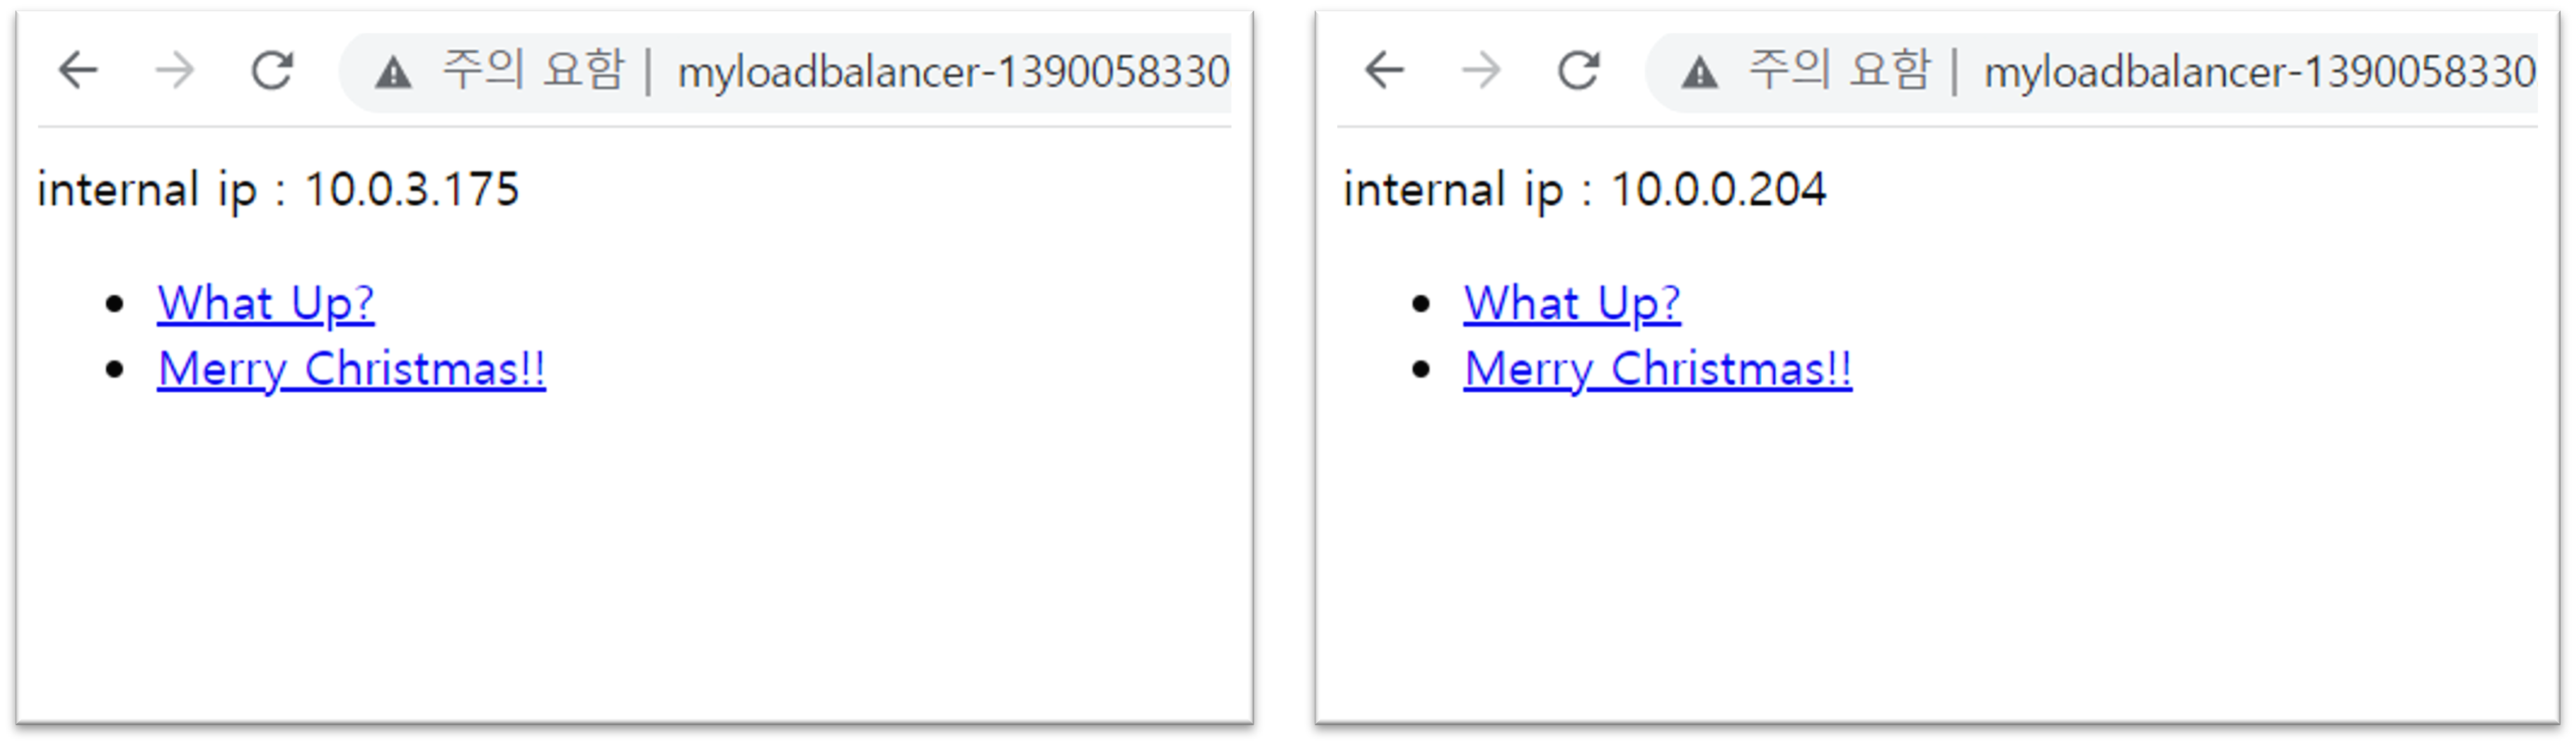 주의 요함 | myloadbalancer-1390058330
internal ip : 10.0.3.175
What Up?
Merry Christmas!!
주의 요함 | myloadbalancer-1390058330
internal ip : 10.0.0.204
What Up?
Merry Christmas!!